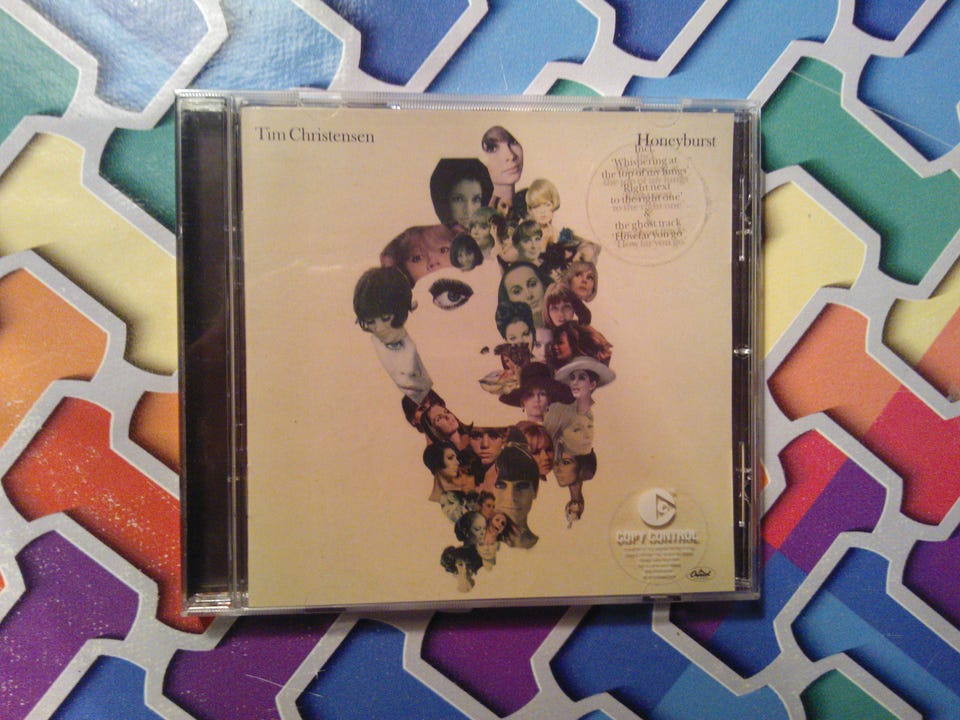 Tim Christensen
Honeyburst
Incl.
'Whispering at
the top of my lungs'
'Right next
to the right one'
&
the ghost track
'How far you go'
COPY CONTROL
Capitol